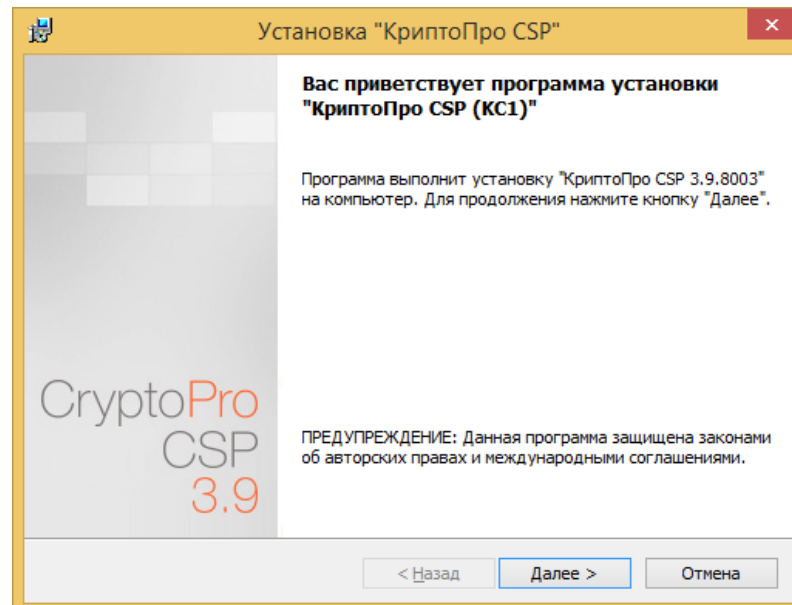 Установка "КриптоПро CSP"
Вас приветствует программа установки
"КриптоПро CSP (КС1)"
Программа выполнит установку "КриптоПро CSP 3.9.8003"
на компьютер. Для продолжения нажмите кнопку "Далее".
CryptoPro
CSP
3.9
ПРЕДУПРЕЖДЕНИЕ: Данная программа защищена законами
об авторских правах и международными соглашениями.
< Назад
Далее >
Отмена